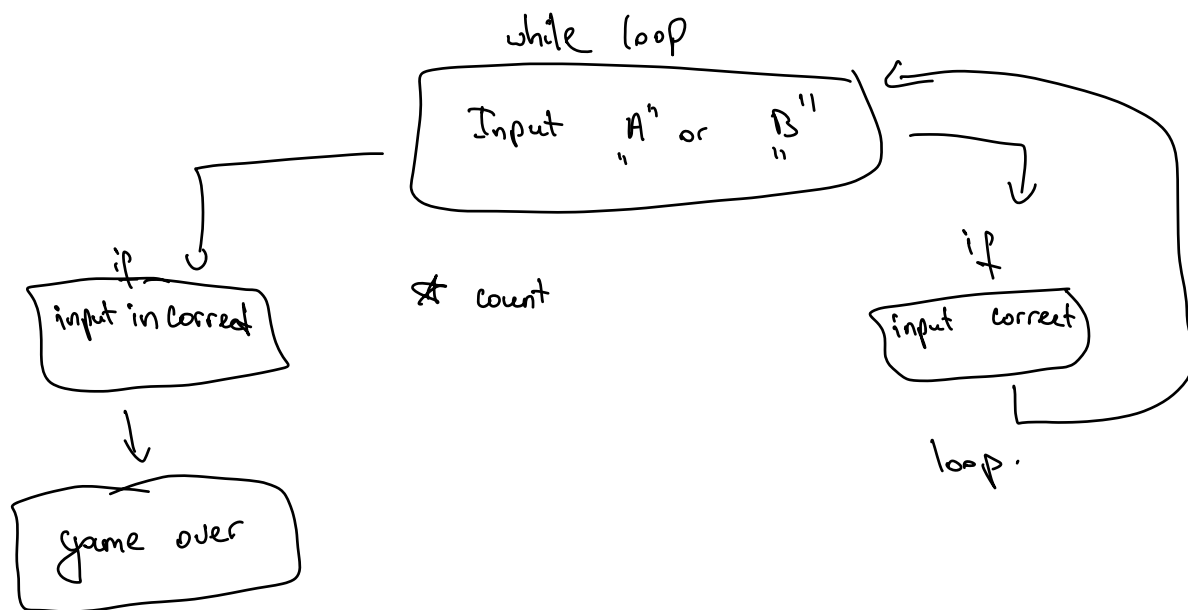 while loop
Input "A" or "B"
if
input incorrect
☆ count
if
input correct
loop.
game over